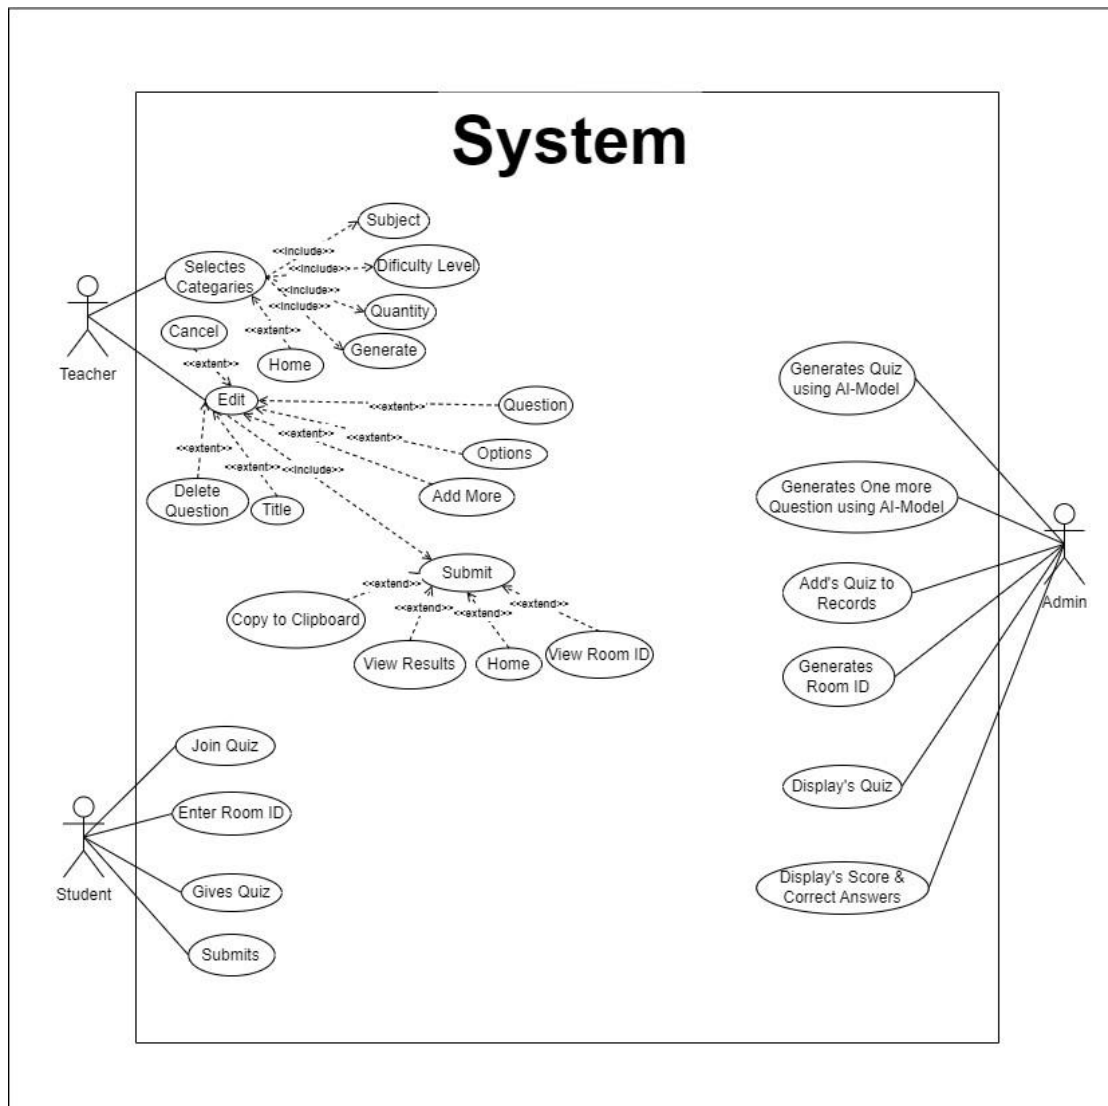 System
Subject
<<include>>
Selectes
Categaries
<<include>>
Dificulty Level
<<include>>
<<include>>
Quantity
Teacher
Cancel
<<extent>>
Generate
Home
<<extent>>
Edit
<<extent>>
Question
<<extent>>
<<extent>>
Options
<<extent>>
<<extent>>
<<include>>
Delete
Question
Title
Add More
Submit
<<extend>>
Copy to Clipboard
<<extend>>
<<extend>>
<<extend>>
View Results
Home
View Room ID
Join Quiz
Enter Room ID
Student
Gives Quiz
Submits
Generates Quiz
using AI-Model
Generates One more
Question using AI-Model
Add's Quiz to
Records
Admin
Generates
Room ID
Display's Quiz
Display's Score &
Correct Answers